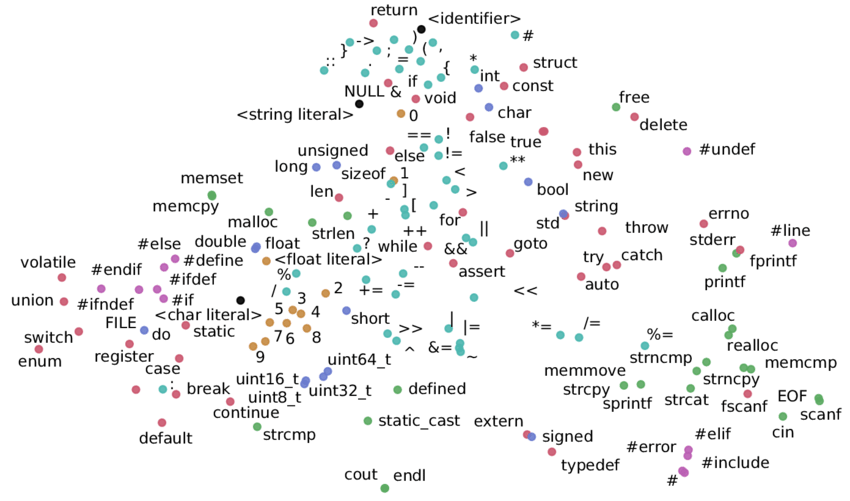 return
<identifier>
-> ) #
} ; ( ,
:: . = { * struct
NULL & if int const
<string literal> void char free
0 false true delete
== ! this #undef
unsigned else != ** new
long sizeof 1 < bool
memset len ] >
memcpy - [ string
malloc + for std errno
strlen ++ || throw #line
#else double float ? while && goto stderr
volatile #define <float literal> assert try catch fprintf
#endif #ifdef % -- auto printf
union #ifndef #if / 2 += -= <<
<char literal> 3 calloc
FILE 5 4 short | |= *= /=
switch do static 7 6 8 >> %= realloc
enum register 9 ^ &= ~ strncmp memcmp
case uint64_t memmove strncpy
: break uint16_t uint32_t defined strcpy EOF
continue uint8_t sprintf strcat fscanf scanf
default strcmp static_cast extern signed cin
#error #elif
typedef #include
cout endl #